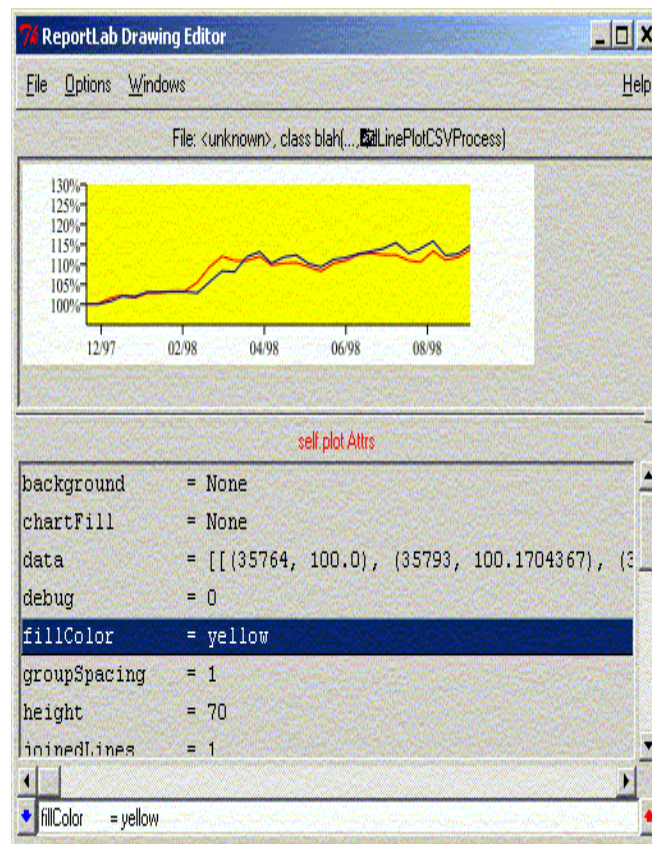 ReportLab Drawing Editor
File Options Windows Help
File: <unknown>, class blah(...,LinePlotCSVProcess)
130%
125%
120%
115%
110%
105%
100%
12/97 02/98 04/98 06/98 08/98
self.plot Attrs
background = None
chartFill = None
data = [[(35764, 100.0), (35793, 100.1704367), (3
debug = 0
fillColor = yellow
groupSpacing = 1
height = 70
joinedLines = 1
fillColor = yellow